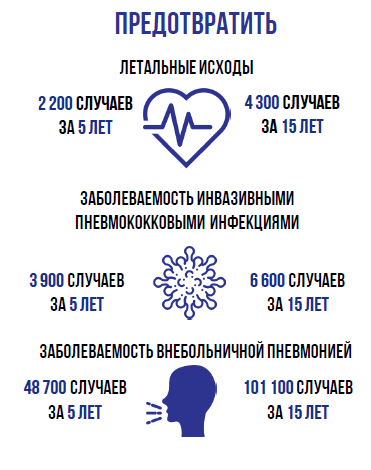 ПРЕДОТВРАТИТЬ
ЛЕТАЛЬНЫЕ ИСХОДЫ
2 200 СЛУЧАЕВ
ЗА 5 ЛЕТ
4 300 СЛУЧАЕВ
ЗА 15 ЛЕТ
ЗАБОЛЕВАЕМОСТЬ ИНВАЗИВНЫМИ
ПНЕВМОКОККОВЫМИ ИНФЕКЦИЯМИ
3 900 СЛУЧАЕВ
ЗА 5 ЛЕТ
6 600 СЛУЧАЕВ
ЗА 15 ЛЕТ
ЗАБОЛЕВАЕМОСТЬ ВНЕБОЛЬНИЧНОЙ ПНЕВМОНИЕЙ
48 700 СЛУЧАЕВ
ЗА 5 ЛЕТ
101 100 СЛУЧАЕВ
ЗА 15 ЛЕТ